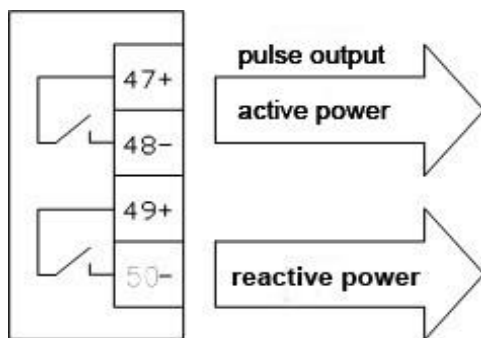 47+
48-
49+
50-
pulse output
active power
reactive power